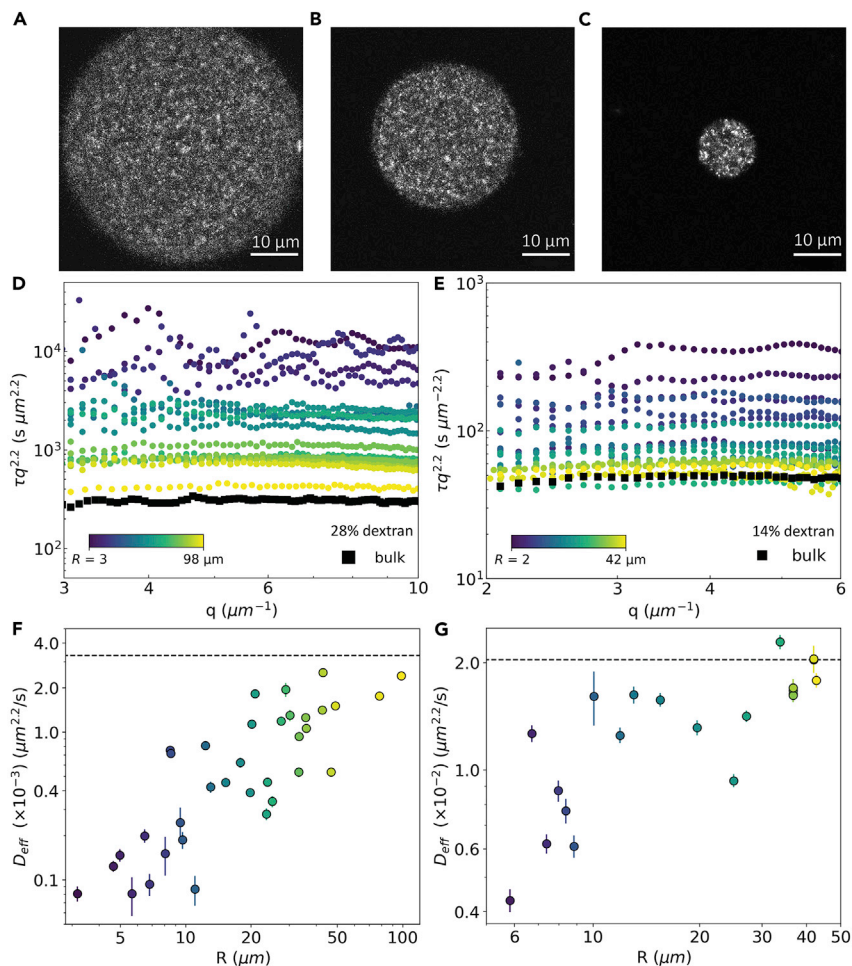 A
B
C
10 μm
10 μm
10 μm
D
τq^2.2 (s μm^2.2)
10^4
10^3
10^2
28% dextran
bulk
R = 3
98 μm
3
4
6
10
q (μm^-1)
E
τq^2.2 (s μm^-2.2)
10^3
10^2
10^1
14% dextran
bulk
R = 2
42 μm
2
3
4
6
q (μm^-1)
F
D_eff (×10^-3) (μm^2.2/s)
4.0
2.0
1.0
0.4
0.1
5
10
20
50
100
R (μm)
G
D_eff (×10^-2) (μm^2.2/s)
2.0
1.0
0.6
0.4
6
10
20
30
40
50
R (μm)